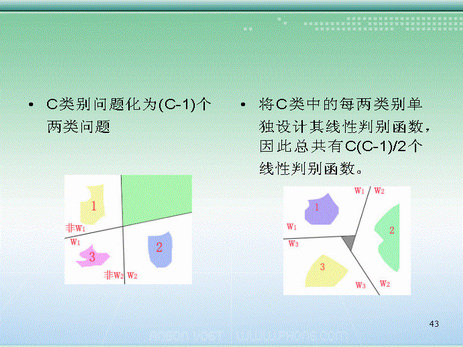 • C类别问题化为(C-1)个
两类问题
• 将C类中的每两类别单
独设计其线性判别函数，
因此总共有C(C-1)/2个
线性判别函数。
1
非W1
W1
3
2
非W2 W2
1
W1 W2
W1
W3
2
3
W3
W2
43